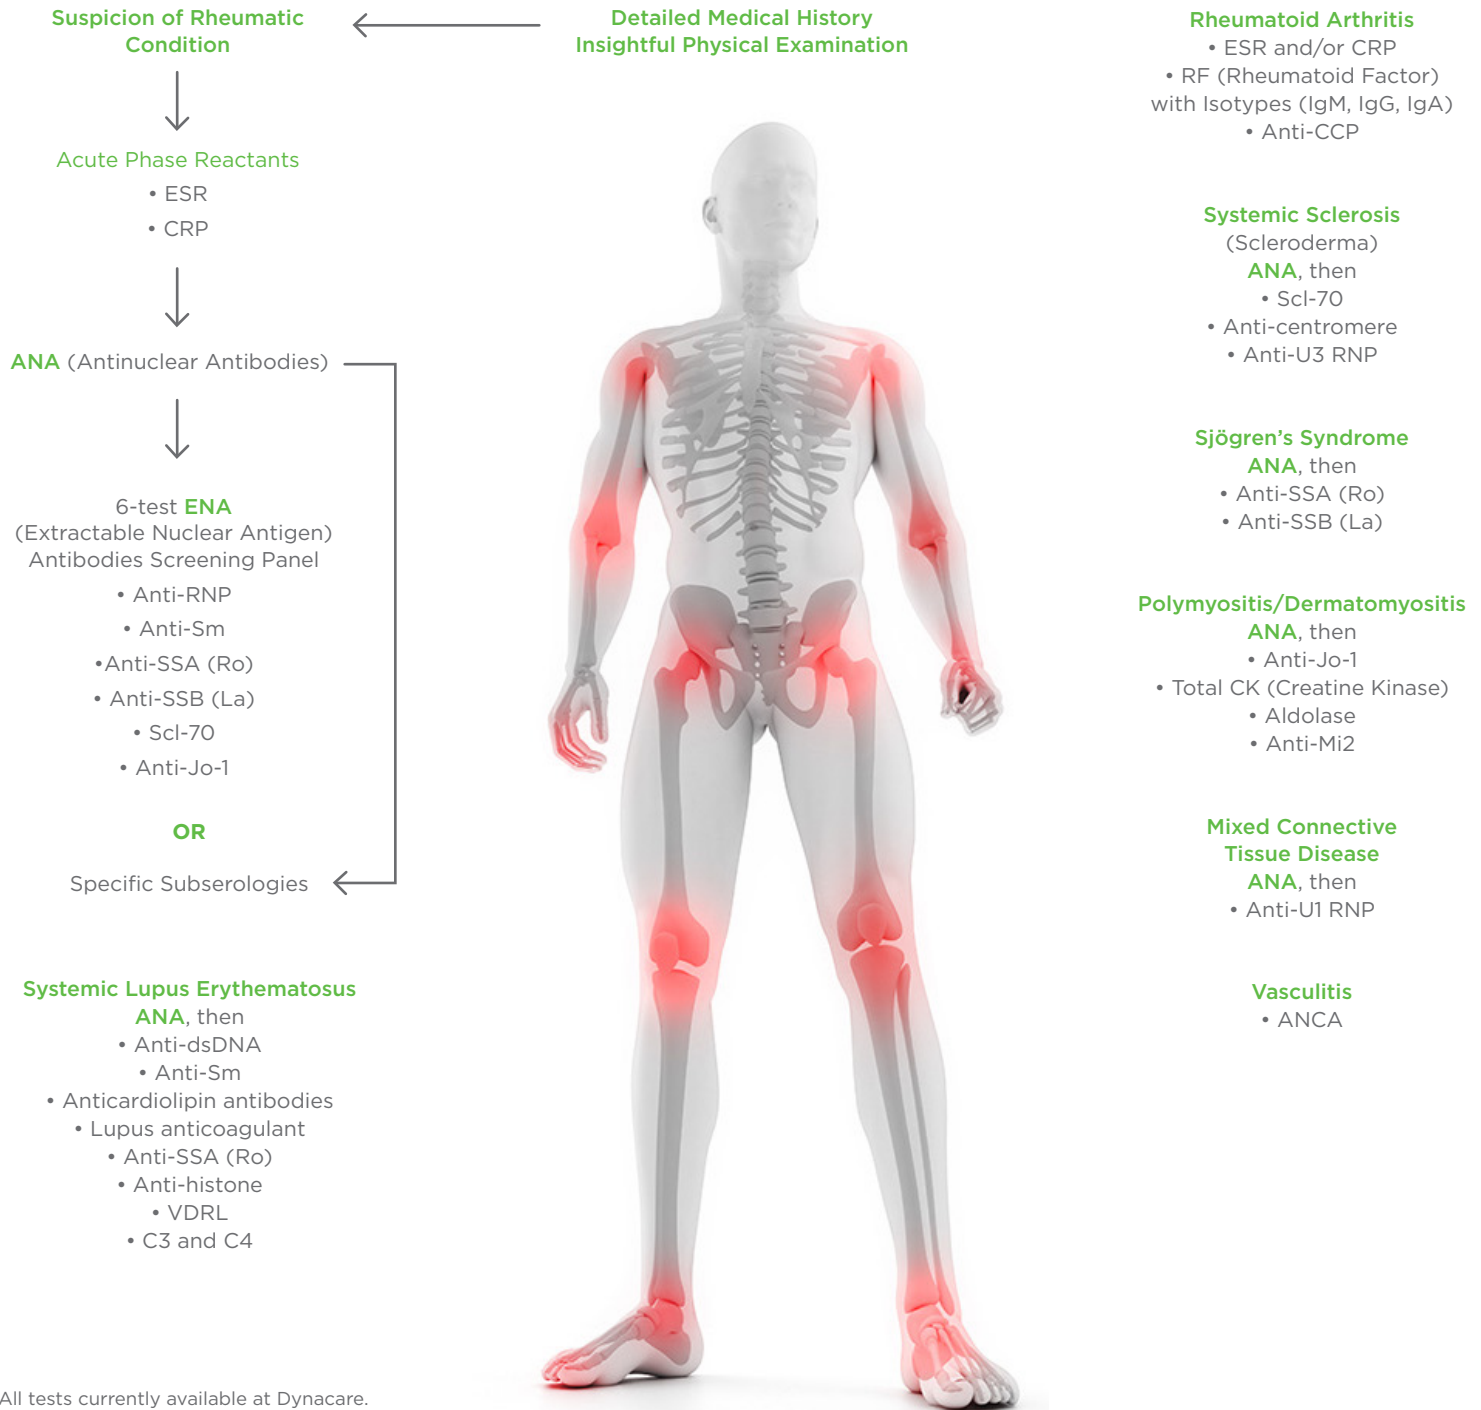 Suspicion of Rheumatic
Condition
Acute Phase Reactants
• ESR
• CRP
ANA (Antinuclear Antibodies)
6-test ENA
(Extractable Nuclear Antigen)
Antibodies Screening Panel
• Anti-RNP
• Anti-Sm
•Anti-SSA (Ro)
• Anti-SSB (La)
• Scl-70
• Anti-Jo-1
OR
Specific Subserologies
Systemic Lupus Erythematosus
ANA, then
• Anti-dsDNA
• Anti-Sm
• Anticardiolipin antibodies
• Lupus anticoagulant
• Anti-SSA (Ro)
• Anti-histone
• VDRL
• C3 and C4
All tests currently available at Dynacare.
Detailed Medical History
Insightful Physical Examination
Rheumatoid Arthritis
• ESR and/or CRP
• RF (Rheumatoid Factor)
with Isotypes (IgM, IgG, IgA)
• Anti-CCP
Systemic Sclerosis
(Scleroderma)
ANA, then
• Scl-70
• Anti-centromere
• Anti-U3 RNP
Sjögren’s Syndrome
ANA, then
• Anti-SSA (Ro)
• Anti-SSB (La)
Polymyositis/Dermatomyositis
ANA, then
• Anti-Jo-1
• Total CK (Creatine Kinase)
• Aldolase
• Anti-Mi2
Mixed Connective
Tissue Disease
ANA, then
• Anti-U1 RNP
Vasculitis
• ANCA